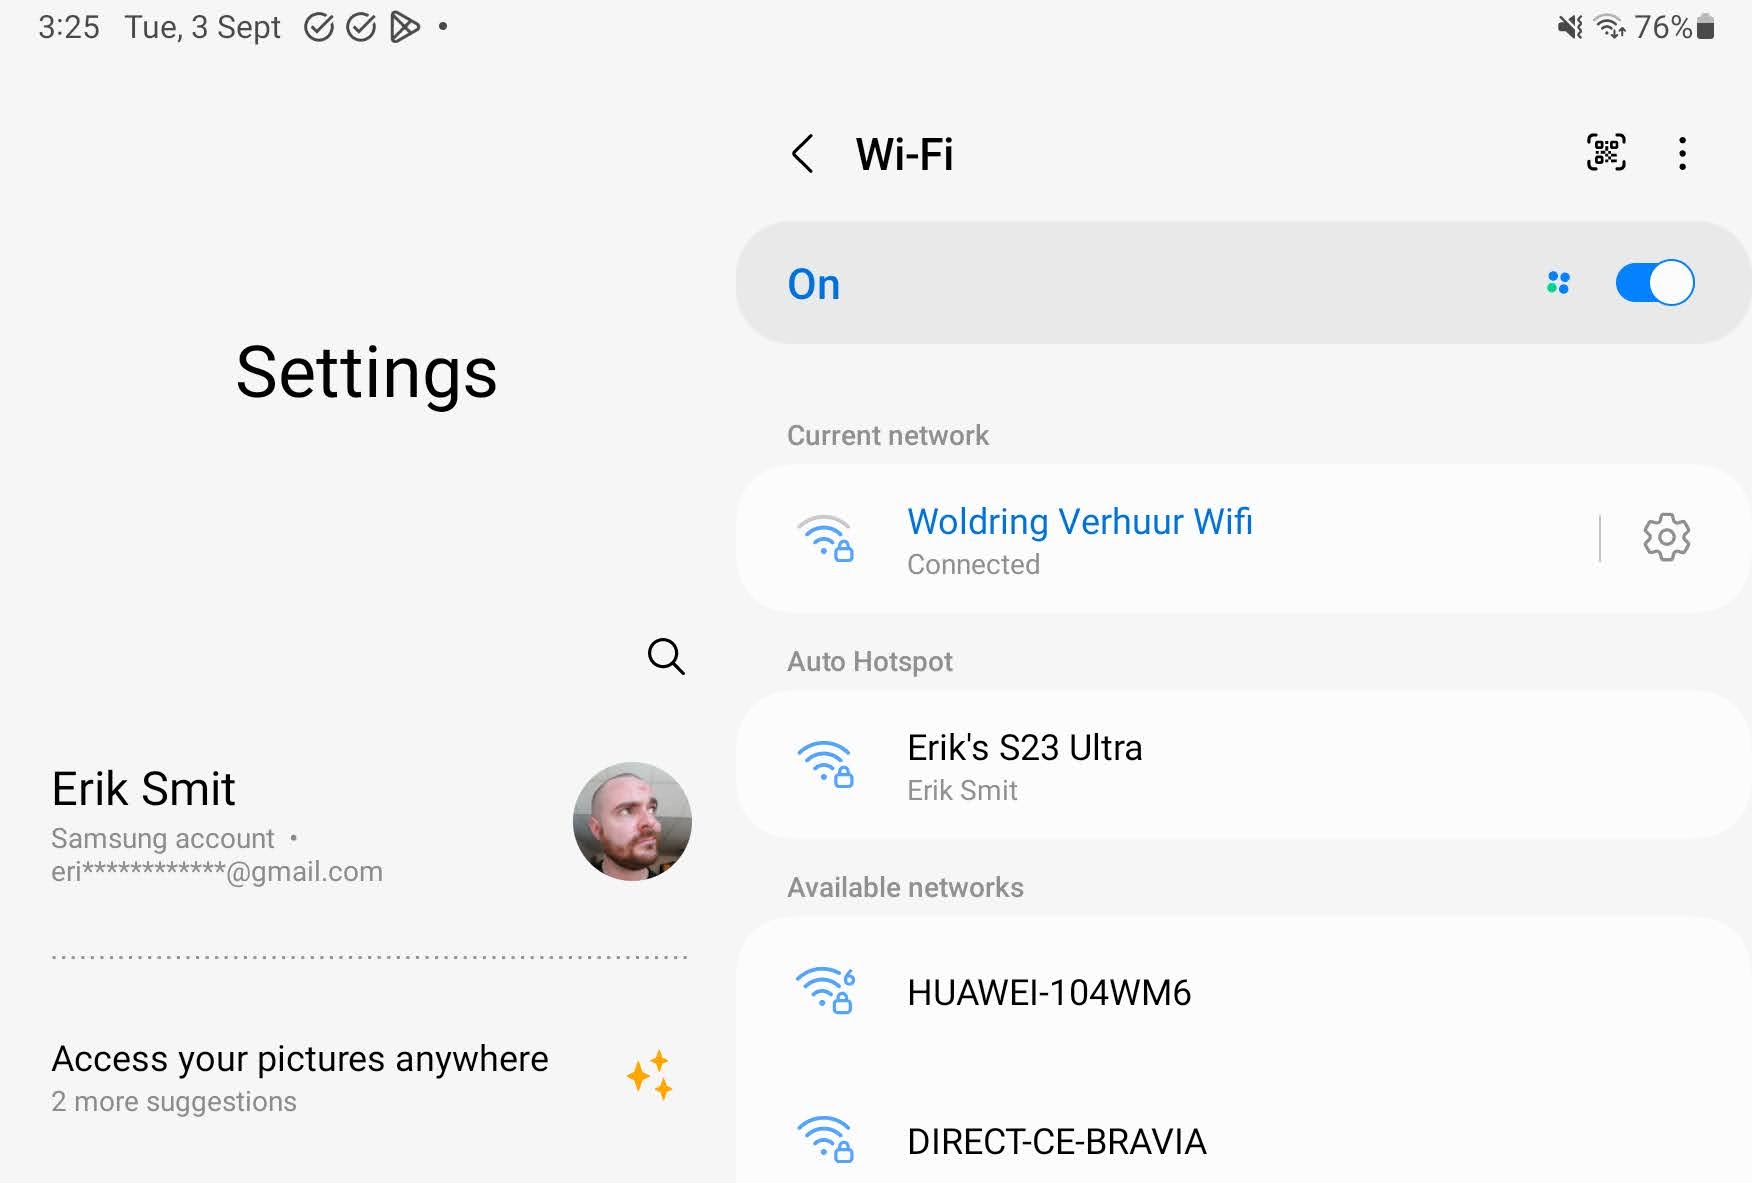 3:25 Tue, 3 Sept
76%
Settings
Erik Smit
Samsung account •
eri************@gmail.com
Access your pictures anywhere
2 more suggestions
Wi-Fi
On
Current network
Woldring Verhuur Wifi
Connected
Auto Hotspot
Erik's S23 Ultra
Erik Smit
Available networks
6
HUAWEI-104WM6
DIRECT-CE-BRAVIA